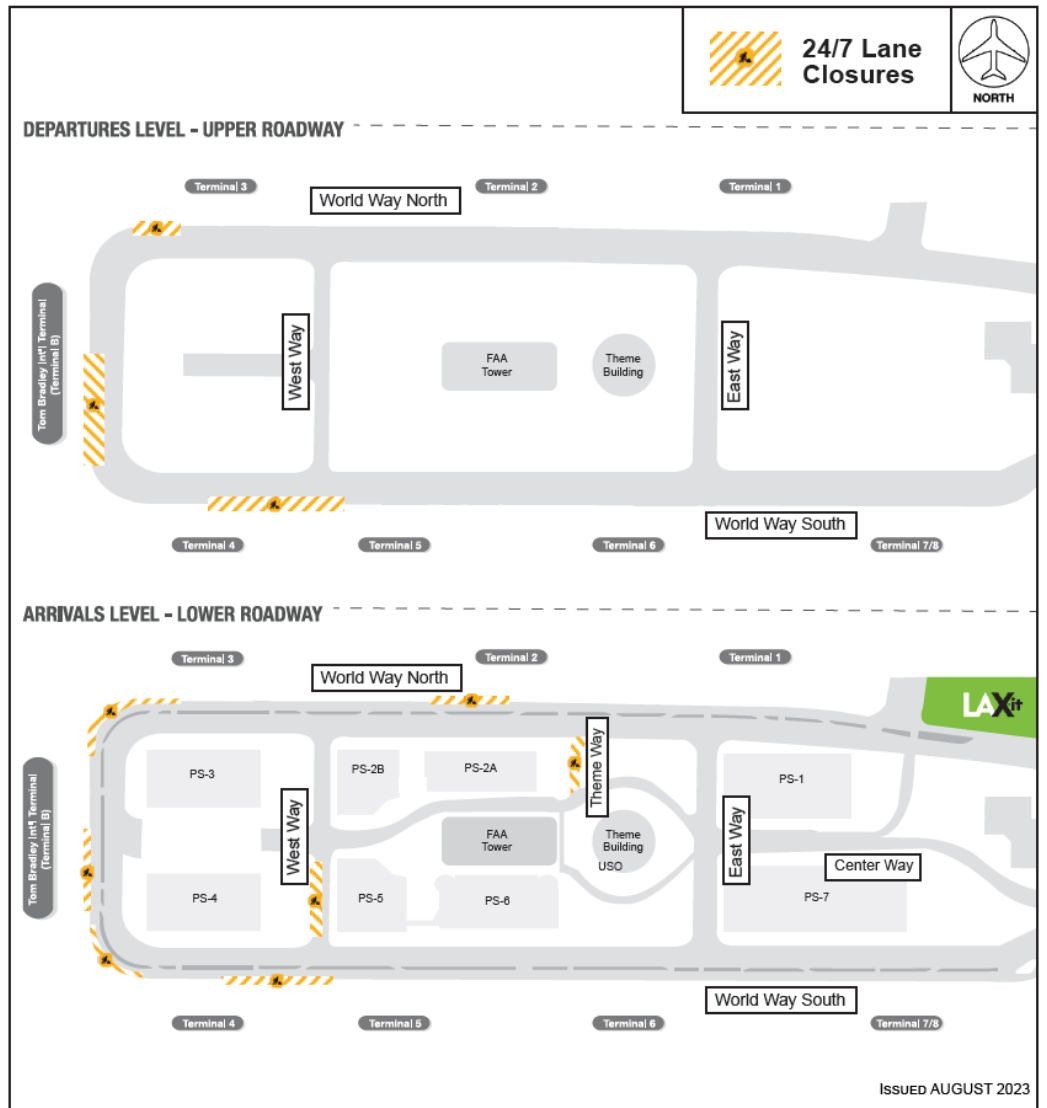 24/7 Lane
Closures
NORTH
DEPARTURES LEVEL - UPPER ROADWAY
Terminal 3
Terminal 2
Terminal 1
World Way North
Tom Bradley Int'l Terminal
(Terminal B)
West Way
FAA
Tower
Theme
Building
East Way
World Way South
Terminal 4
Terminal 5
Terminal 6
Terminal 7/8
ARRIVALS LEVEL - LOWER ROADWAY
Terminal 3
Terminal 2
Terminal 1
World Way North
LAXit
Theme Way
PS-3
PS-2B
PS-2A
PS-1
Tom Bradley Int'l Terminal
(Terminal B)
West Way
FAA
Tower
Theme
Building
USO
East Way
Center Way
PS-4
PS-5
PS-6
PS-7
World Way South
Terminal 4
Terminal 5
Terminal 6
Terminal 7/8
ISSUED AUGUST 2023